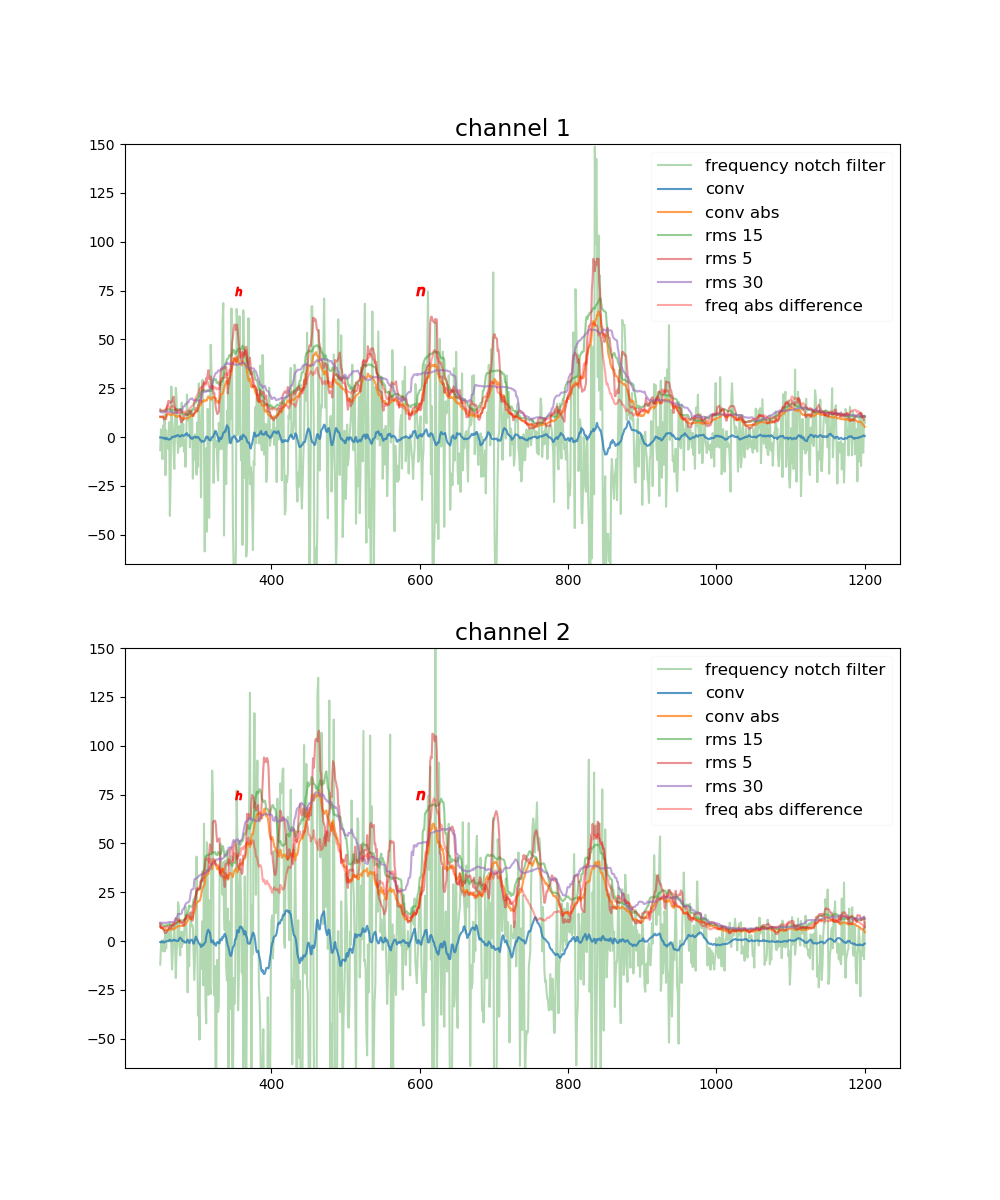 channel 1
150
125
100
75
50
25
0
−25
−50
frequency notch filter
conv
conv abs
rms 15
rms 5
rms 30
freq abs difference
h
n
400 600 800 1000 1200
channel 2
150
125
100
75
50
25
0
−25
−50
frequency notch filter
conv
conv abs
rms 15
rms 5
rms 30
freq abs difference
h
n
400 600 800 1000 1200